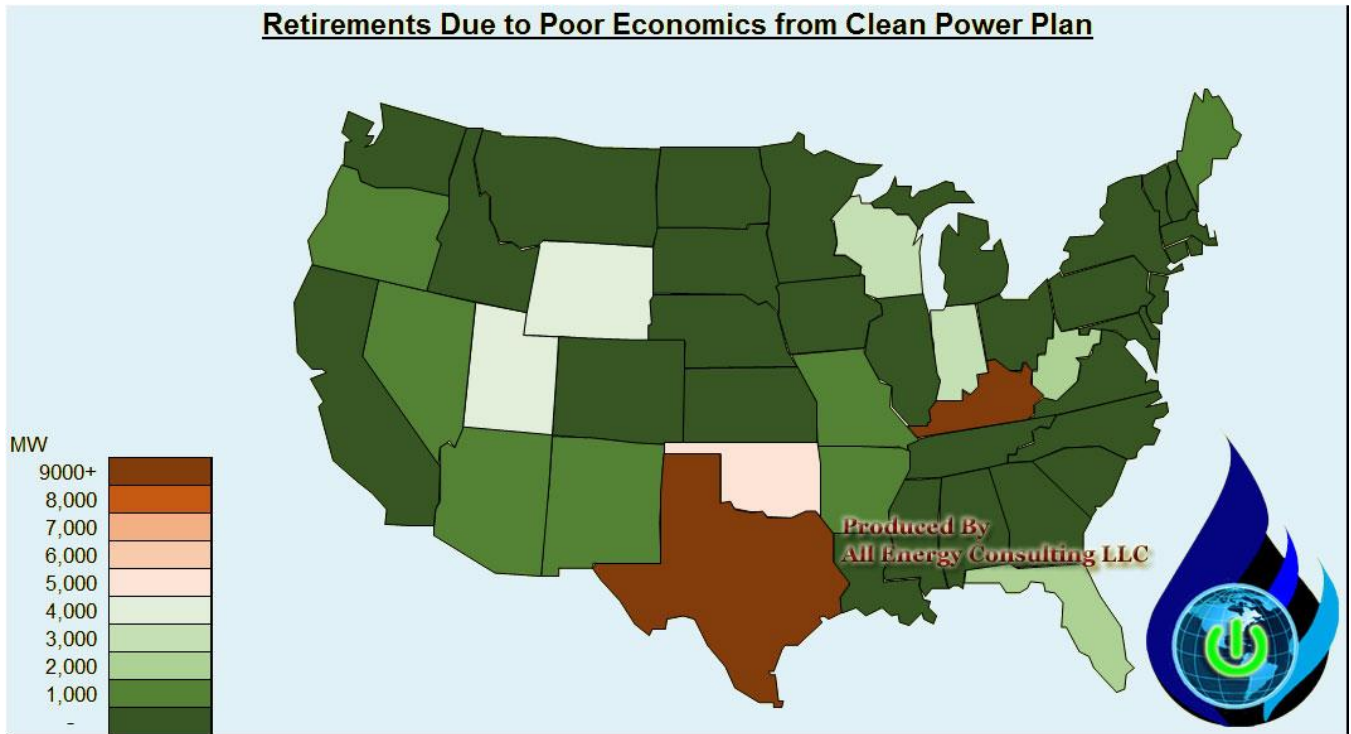 Retirements Due to Poor Economics from Clean Power Plan
MW
9000+
8,000
7,000
6,000
5,000
4,000
3,000
2,000
1,000
-
Produced By
All Energy Consulting LLC